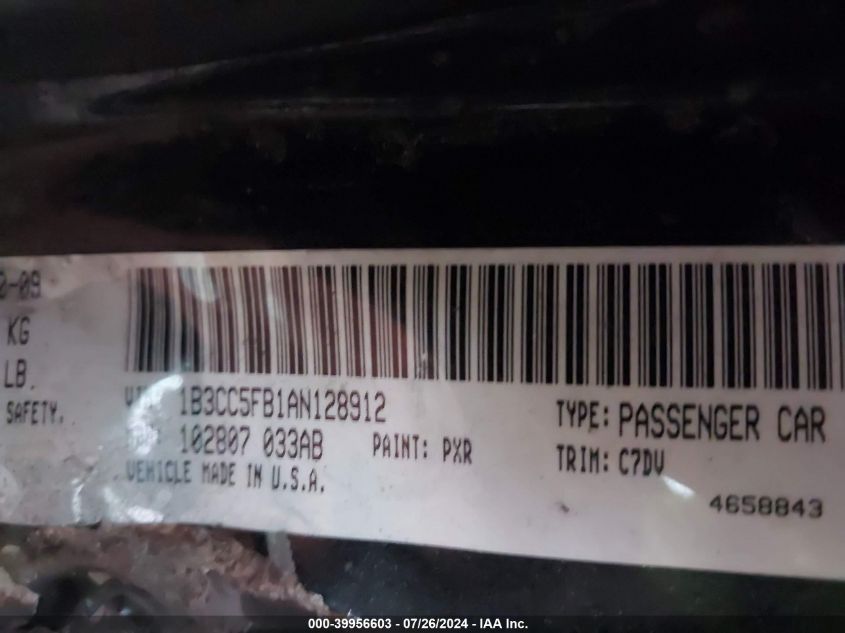 0-09
KG
LB.
SAFETY.
1B3CC5FB1AN128912
TYPE: PASSENGER CAR
102807 033AB
PAINT: PXR
TRIM: C7DV
VEHICLE MADE IN U.S.A.
4658843
000-39956603 - 07/26/2024 - IAA Inc.